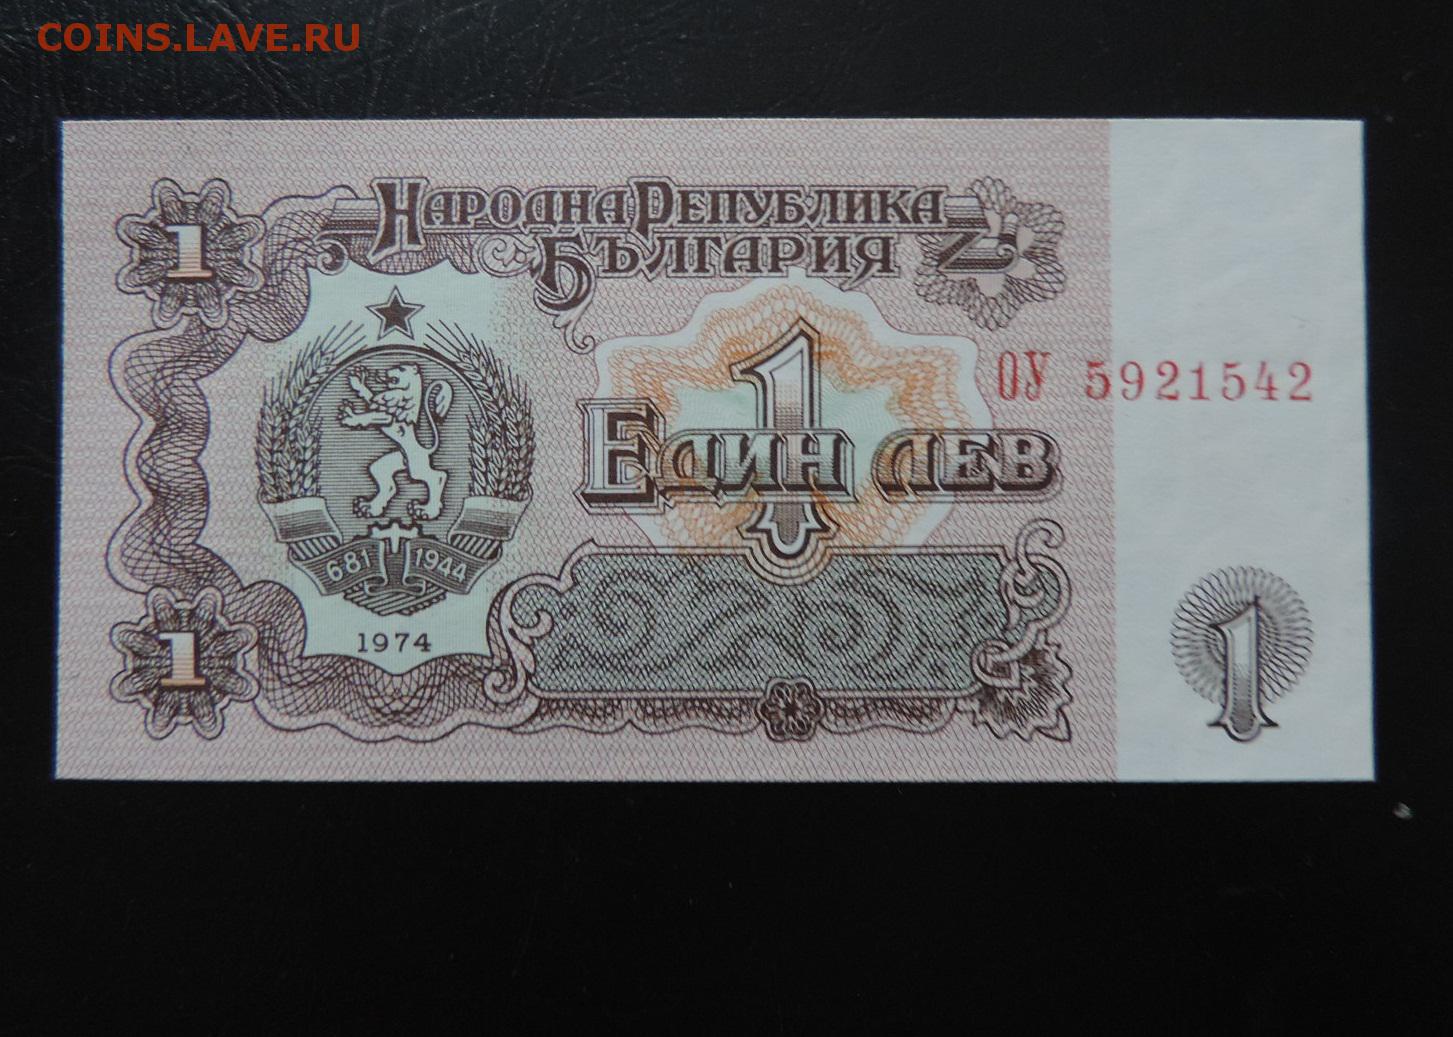 COINS.LAVE.RU
НАРОДНА РЕПУБЛИКА
БЪЛГАРИЯ
1
1
ОУ 5921542
ЕДИН ЛЕВ
681 1944
1974
1
1